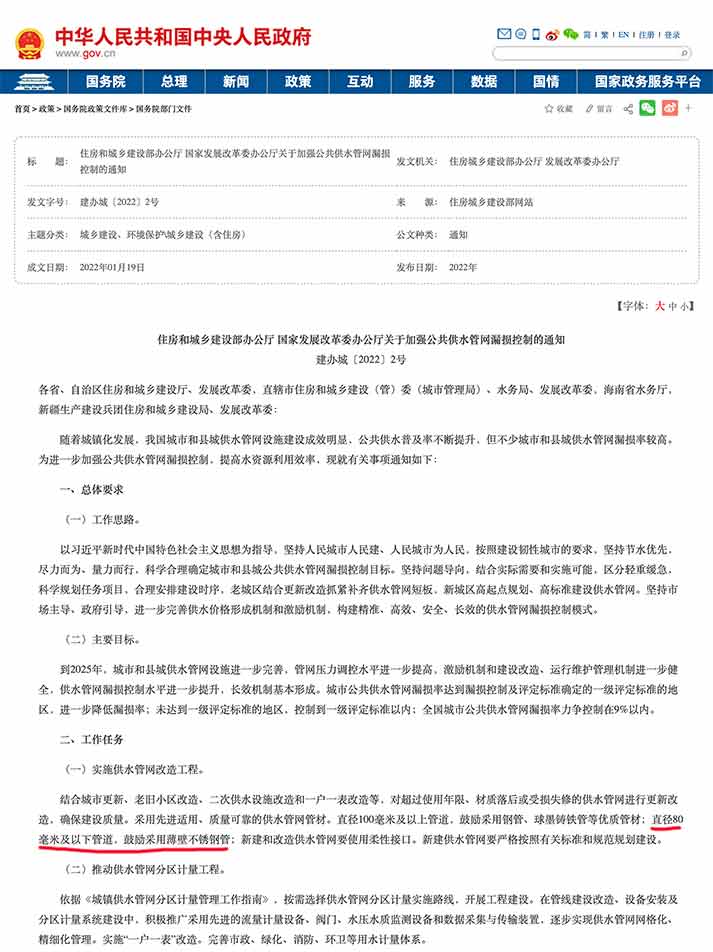 中华人民共和国中央人民政府
www.gov.cn
简 | 繁 | EN | 注册 | 登录
国务院 总理 新闻 政策 互动 服务 数据 国情 国家政务服务平台
首页 > 政策 > 国务院政策文件库 > 国务院部门文件
收藏 留言
标 题: 住房和城乡建设部办公厅 国家发展改革委办公厅关于加强公共供水管网漏损
控制的通知
发文机关: 住房城乡建设部办公厅 发展改革委办公厅
发文字号: 建办城〔2022〕2号
来 源: 住房城乡建设部网站
主题分类: 城乡建设、环境保护\城乡建设（含住房）
公文种类: 通知
成文日期: 2022年01月19日
发布日期: 2022年
【字体：大 中 小】
住房和城乡建设部办公厅 国家发展改革委办公厅关于加强公共供水管网漏损控制的通知
建办城〔2022〕2号
各省、自治区住房和城乡建设厅、发展改革委，直辖市住房和城乡建设（管）委（城市管理局）、水务局、发展改革委，海南省水务厅，
新疆生产建设兵团住房和城乡建设局、发展改革委：
随着城镇化发展，我国城市和县城供水管网设施建设成效明显，公共供水普及率不断提升，但不少城市和县城供水管网漏损率较高。
为进一步加强公共供水管网漏损控制，提高水资源利用效率，现就有关事项通知如下：
一、总体要求
（一）工作思路。
以习近平新时代中国特色社会主义思想为指导，坚持人民城市人民建、人民城市为人民，按照建设韧性城市的要求，坚持节水优先，
尽力而为、量力而行，科学合理确定城市和县城公共供水管网漏损控制目标。坚持问题导向，结合实际需要和实施可能，区分轻重缓急，
科学规划任务项目，合理安排建设时序，老城区结合更新改造抓紧补齐供水管网短板，新城区高起点规划、高标准建设供水管网。坚持市
场主导、政府引导，进一步完善供水价格形成机制和激励机制，构建精准、高效、安全、长效的供水管网漏损控制模式。
（二）主要目标。
到2025年，城市和县城供水管网设施进一步完善，管网压力调控水平进一步提高，激励机制和建设改造、运行维护管理机制进一步健
全，供水管网漏损控制水平进一步提升，长效机制基本形成。城市公共供水管网漏损率达到漏损控制及评定标准确定的一级评定标准的地
区，进一步降低漏损率；未达到一级评定标准的地区，控制到一级评定标准以内；全国城市公共供水管网漏损率力争控制在9%以内。
二、工作任务
（一）实施供水管网改造工程。
结合城市更新、老旧小区改造、二次供水设施改造和一户一表改造等，对超过使用年限、材质落后或受损失修的供水管网进行更新改
造，确保建设质量。采用先进适用、质量可靠的供水管网管材。直径100毫米及以上管道，鼓励采用钢管、球墨铸铁管等优质管材；直径80
毫米及以下管道，鼓励采用薄壁不锈钢管；新建和改造供水管网要使用柔性接口。新建供水管网要严格按照有关标准和规范规划建设。
（二）推动供水管网分区计量工程。
依据《城镇供水管网分区计量管理工作指南》，按需选择供水管网分区计量实施路线，开展工程建设。在管线建设改造、设备安装及
分区计量系统建设中，积极推广采用先进的流量计量设备、阀门、水压水质监测设备和数据采集与传输装置，逐步实现供水管网网格化、
精细化管理。实施“一户一表”改造。完善市政、绿化、消防、环卫等用水计量体系。